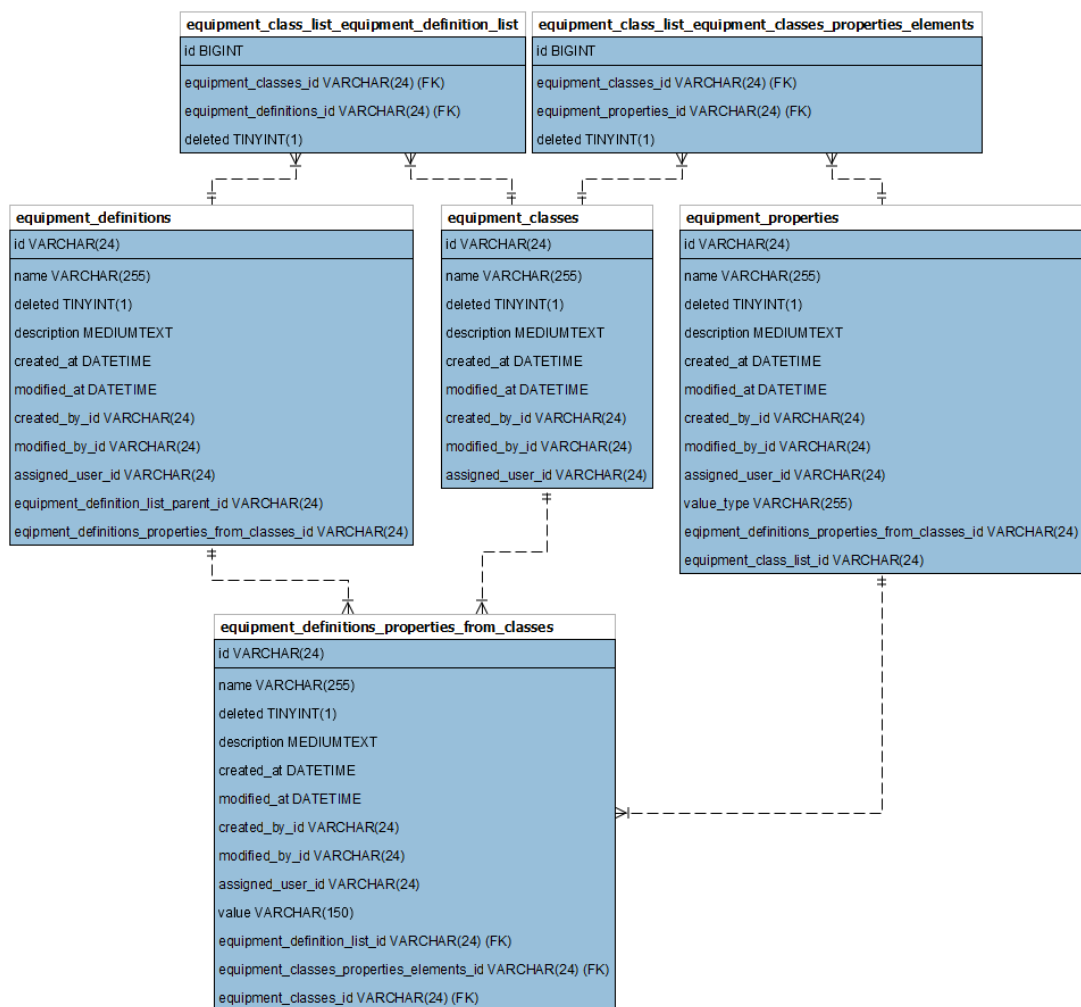 equipment_class_list_equipment_definition_list
id BIGINT
equipment_classes_id VARCHAR(24) (FK)
equipment_definitions_id VARCHAR(24) (FK)
deleted TINYINT(1)
equipment_class_list_equipment_classes_properties_elements
id BIGINT
equipment_classes_id VARCHAR(24) (FK)
equipment_properties_id VARCHAR(24) (FK)
deleted TINYINT(1)
equipment_definitions
id VARCHAR(24)
name VARCHAR(255)
deleted TINYINT(1)
description MEDIUMTEXT
created_at DATETIME
modified_at DATETIME
created_by_id VARCHAR(24)
modified_by_id VARCHAR(24)
assigned_user_id VARCHAR(24)
equipment_definition_list_parent_id VARCHAR(24)
eqipment_definitions_properties_from_classes_id VARCHAR(24)
equipment_classes
id VARCHAR(24)
name VARCHAR(255)
deleted TINYINT(1)
description MEDIUMTEXT
created_at DATETIME
modified_at DATETIME
created_by_id VARCHAR(24)
modified_by_id VARCHAR(24)
assigned_user_id VARCHAR(24)
equipment_properties
id VARCHAR(24)
name VARCHAR(255)
deleted TINYINT(1)
description MEDIUMTEXT
created_at DATETIME
modified_at DATETIME
created_by_id VARCHAR(24)
modified_by_id VARCHAR(24)
assigned_user_id VARCHAR(24)
value_type VARCHAR(255)
eqipment_definitions_properties_from_classes_id VARCHAR(24)
equipment_class_list_id VARCHAR(24)
equipment_definitions_properties_from_classes
id VARCHAR(24)
name VARCHAR(255)
deleted TINYINT(1)
description MEDIUMTEXT
created_at DATETIME
modified_at DATETIME
created_by_id VARCHAR(24)
modified_by_id VARCHAR(24)
assigned_user_id VARCHAR(24)
value VARCHAR(150)
equipment_definition_list_id VARCHAR(24) (FK)
equipment_classes_properties_elements_id VARCHAR(24) (FK)
equipment_classes_id VARCHAR(24) (FK)